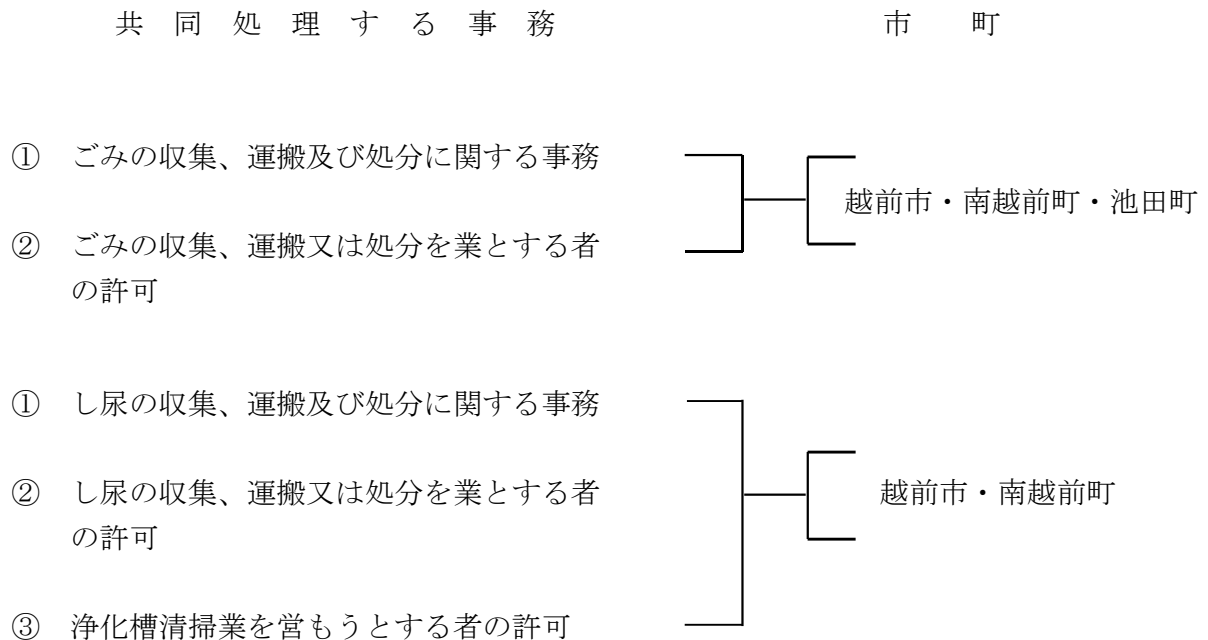 共同処理する事務 市町
① ごみの収集、運搬及び処分に関する事務
越前市・南越前町・池田町
② ごみの収集、運搬又は処分を業とする者
の許可
① し尿の収集、運搬及び処分に関する事務
② し尿の収集、運搬又は処分を業とする者
の許可
越前市・南越前町
③ 浄化槽清掃業を営もうとする者の許可